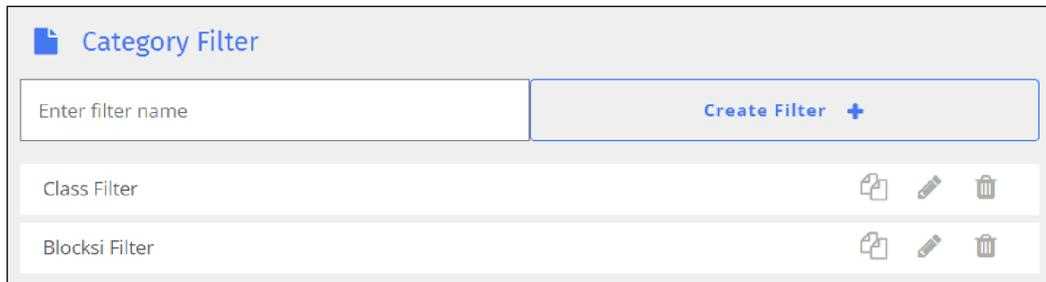 Category Filter
Enter filter name
Create Filter
Class Filter
Blocksi Filter